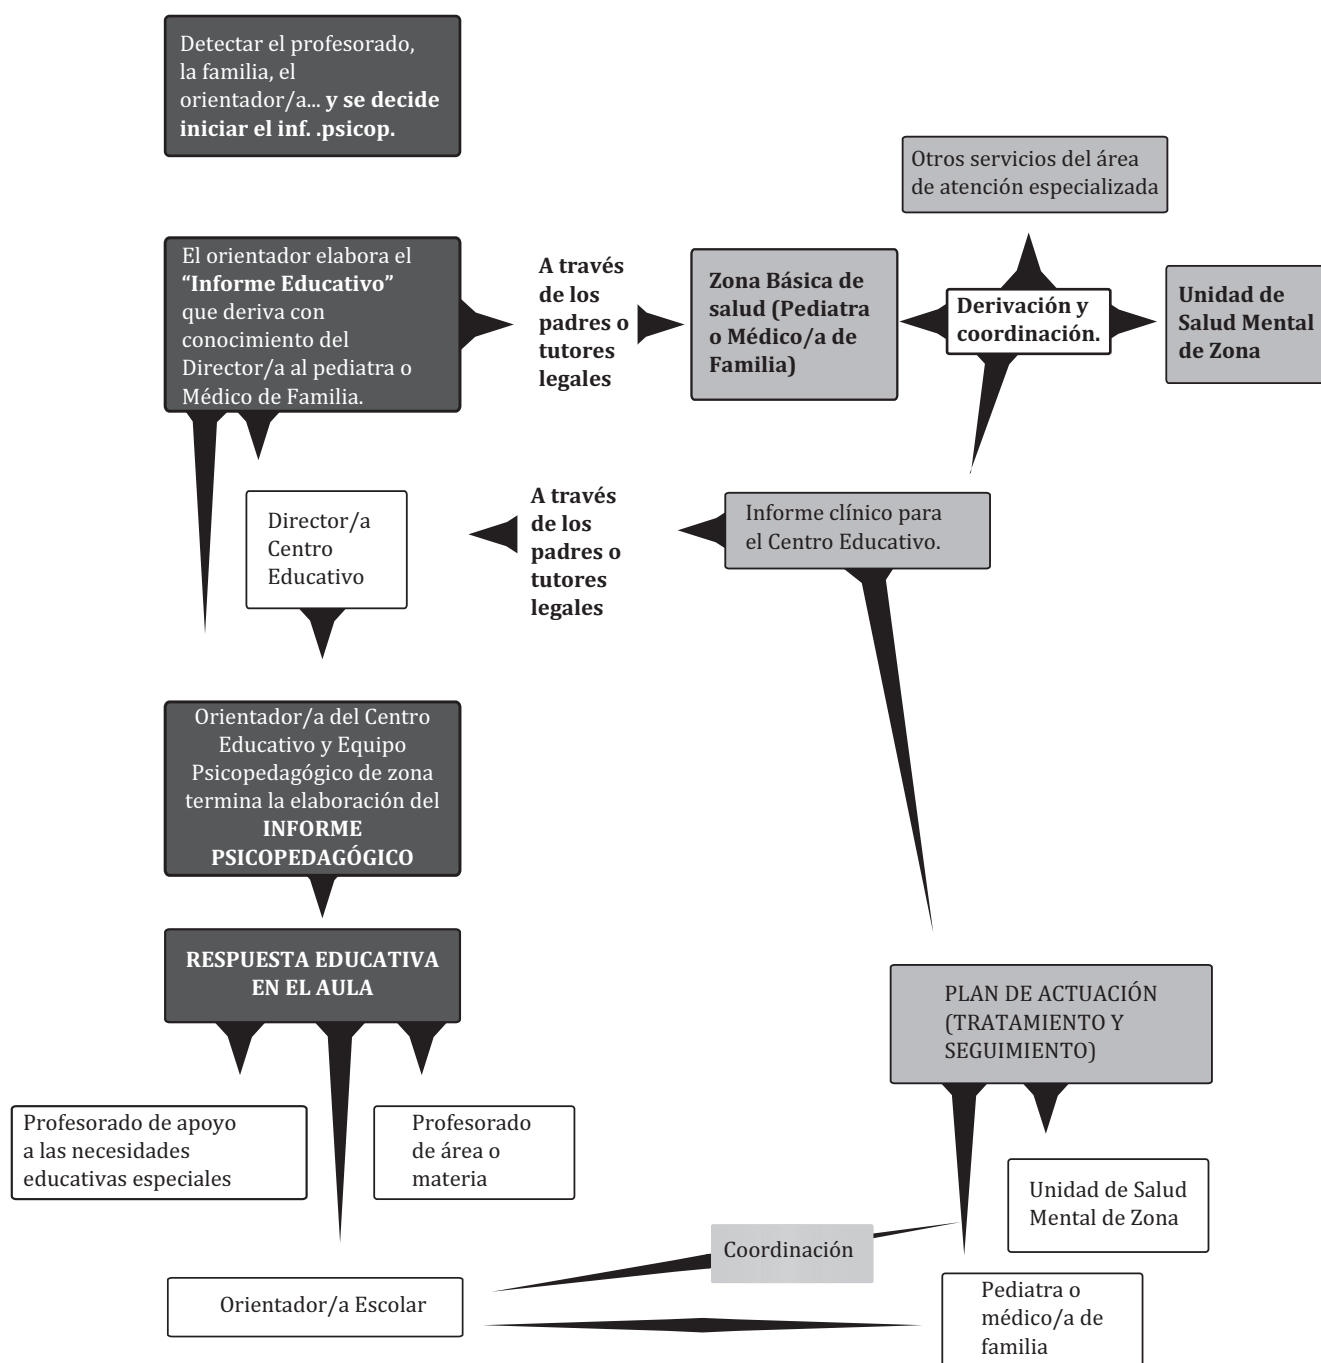 Detectar el profesorado,
la familia, el
orientador/a... y se decide
iniciar el inf. .psicop.
Otros servicios del área
de atención especializada
El orientador elabora el
“Informe Educativo”
que deriva con
conocimiento del
Director/a al pediatra o
Médico de Familia.
A través
de los
padres o
tutores
legales
Zona Básica de
salud (Pediatra
o Médico/a de
Familia)
Derivación y
coordinación.
Unidad de
Salud Mental
de Zona
Director/a
Centro
Educativo
A través
de los
padres o
tutores
legales
Informe clínico para
el Centro Educativo.
Orientador/a del Centro
Educativo y Equipo
Psicopedagógico de zona
termina la elaboración del
INFORME
PSICOPEDAGÓGICO
RESPUESTA EDUCATIVA
EN EL AULA
PLAN DE ACTUACIÓN
(TRATAMIENTO Y
SEGUIMIENTO)
Profesorado de apoyo
a las necesidades
educativas especiales
Profesorado
de área o
materia
Unidad de Salud
Mental de Zona
Coordinación
Orientador/a Escolar
Pediatra o
médico/a de
familia